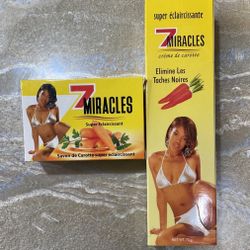 7 MIRACLES
Super Eclaircissant
Savon de Carotte super éclaircissant
super éclaircissante
7 MIRACLES
crème de carotte
Elimine Les
Taches Noires